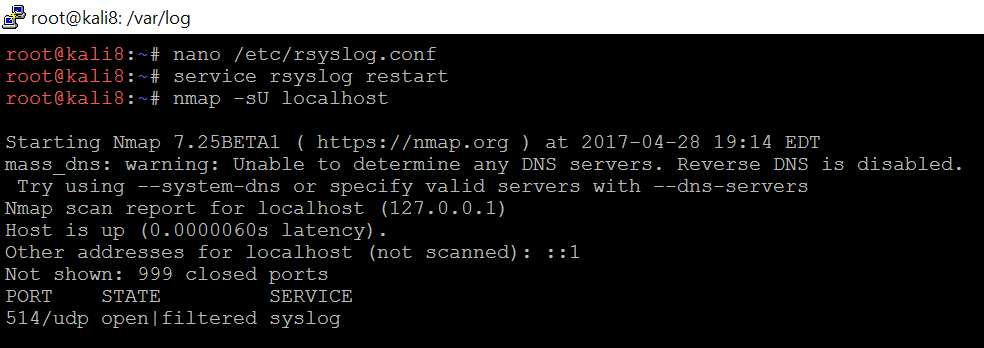 root@kali8: /var/log
root@kali8:~# nano /etc/rsyslog.conf
root@kali8:~# service rsyslog restart
root@kali8:~# nmap -sU localhost
Starting Nmap 7.25BETA1 ( https://nmap.org ) at 2017-04-28 19:14 EDT
mass_dns: warning: Unable to determine any DNS servers. Reverse DNS is disabled.
 Try using --system-dns or specify valid servers with --dns-servers
Nmap scan report for localhost (127.0.0.1)
Host is up (0.0000060s latency).
Other addresses for localhost (not scanned): ::1
Not shown: 999 closed ports
PORT    STATE         SERVICE
514/udp open|filtered syslog